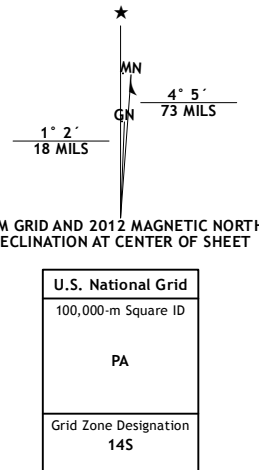 ★
MN
4° 5´
73 MILS
GN
1° 2´
18 MILS
M GRID AND 2012 MAGNETIC NORTH
ECLINATION AT CENTER OF SHEET
U.S. National Grid
100,000-m Square ID
PA
Grid Zone Designation
14S